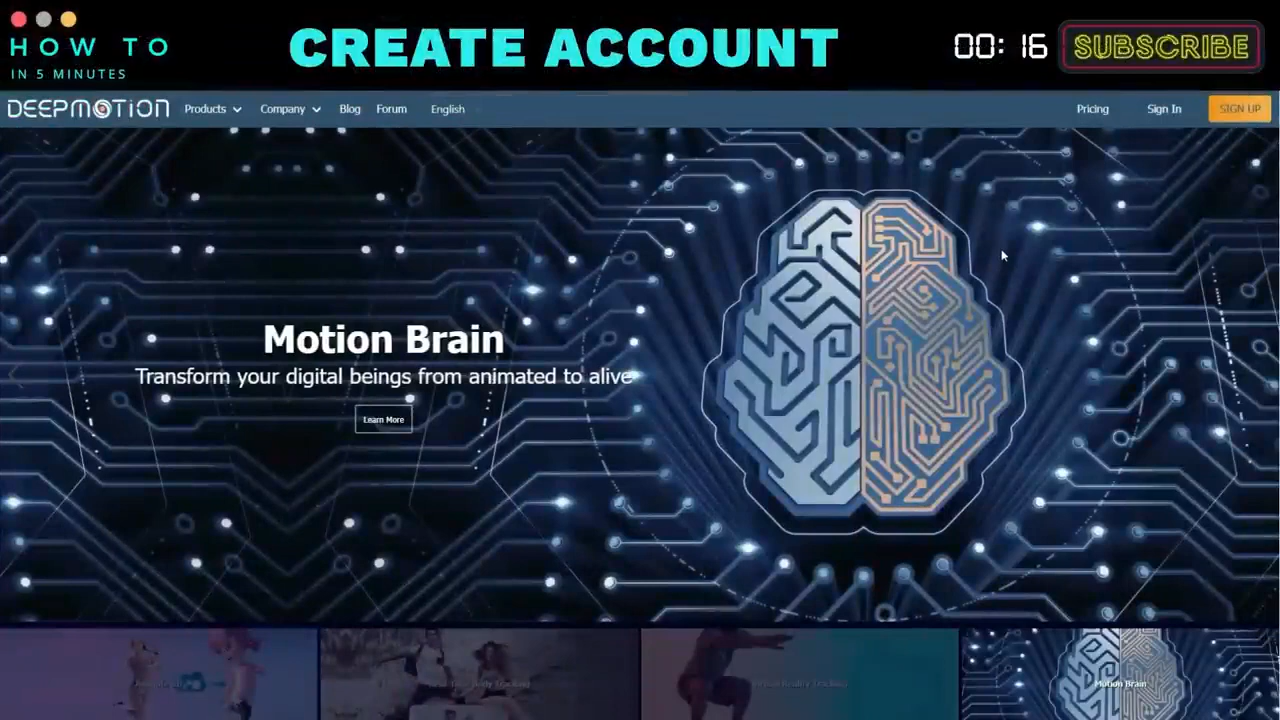 HOW TO
IN 5 MINUTES
CREATE ACCOUNT
00:16
SUBSCRIBE
DEEPMOTION
Products
Company
Blog
Forum
English
Pricing
Sign In
SIGN UP
Motion Brain
Transform your digital beings from animated to alive
Learn More
Motion Brain